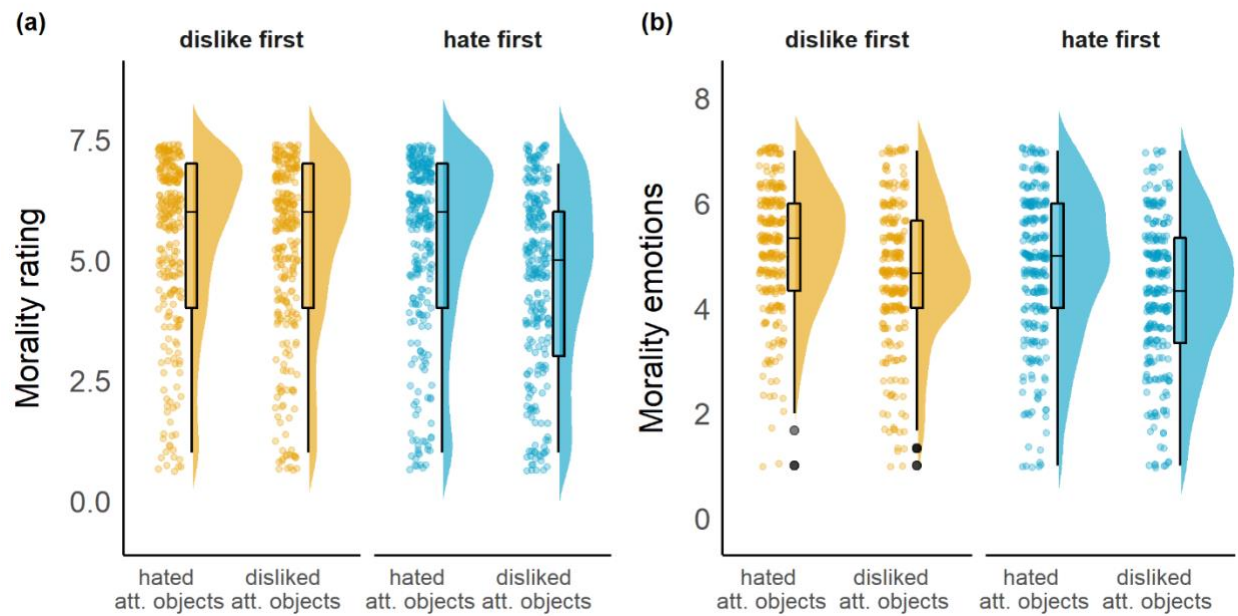 (a)
dislike first
hate first
Morality rating
7.5
5.0
2.5
0.0
hated
att. objects
disliked
att. objects
hated
att. objects
disliked
att. objects
(b)
dislike first
hate first
Morality emotions
8
6
4
2
0
hated
att. objects
disliked
att. objects
hated
att. objects
disliked
att. objects